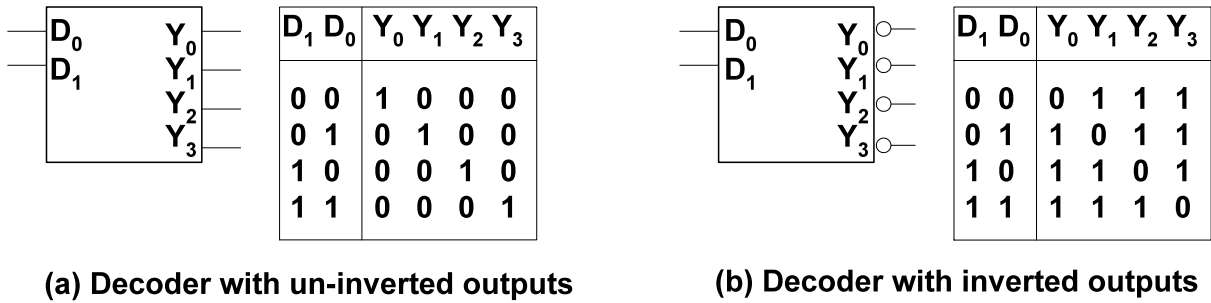 D0 Y0
D1 Y1
Y2
Y3
D1 D0 Y0 Y1 Y2 Y3
0 0 1 0 0 0
0 1 0 1 0 0
1 0 0 0 1 0
1 1 0 0 0 1
(a) Decoder with un-inverted outputs
D0 Y0
D1 Y1
Y2
Y3
D1 D0 Y0 Y1 Y2 Y3
0 0 0 1 1 1
0 1 1 0 1 1
1 0 1 1 0 1
1 1 1 1 1 0
(b) Decoder with inverted outputs